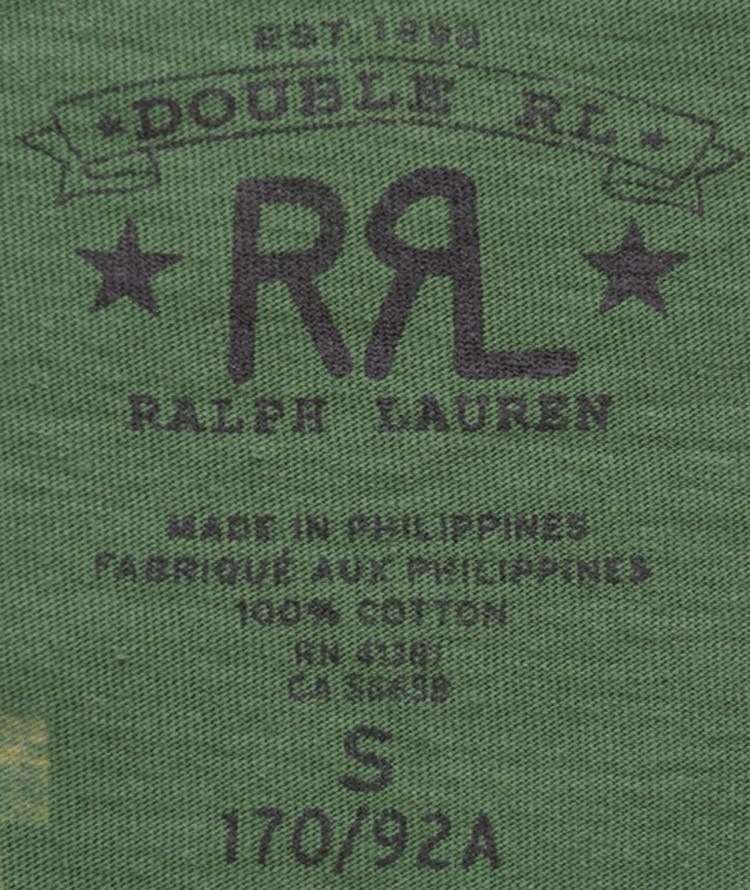 EST. 1993
★DOUBLE RL★
RRL
RALPH LAUREN
MADE IN PHILIPPINES
FABRIQUÉ AUX PHILIPPINES
100% COTTON
RN 41381
CA 56638
S
170/92A